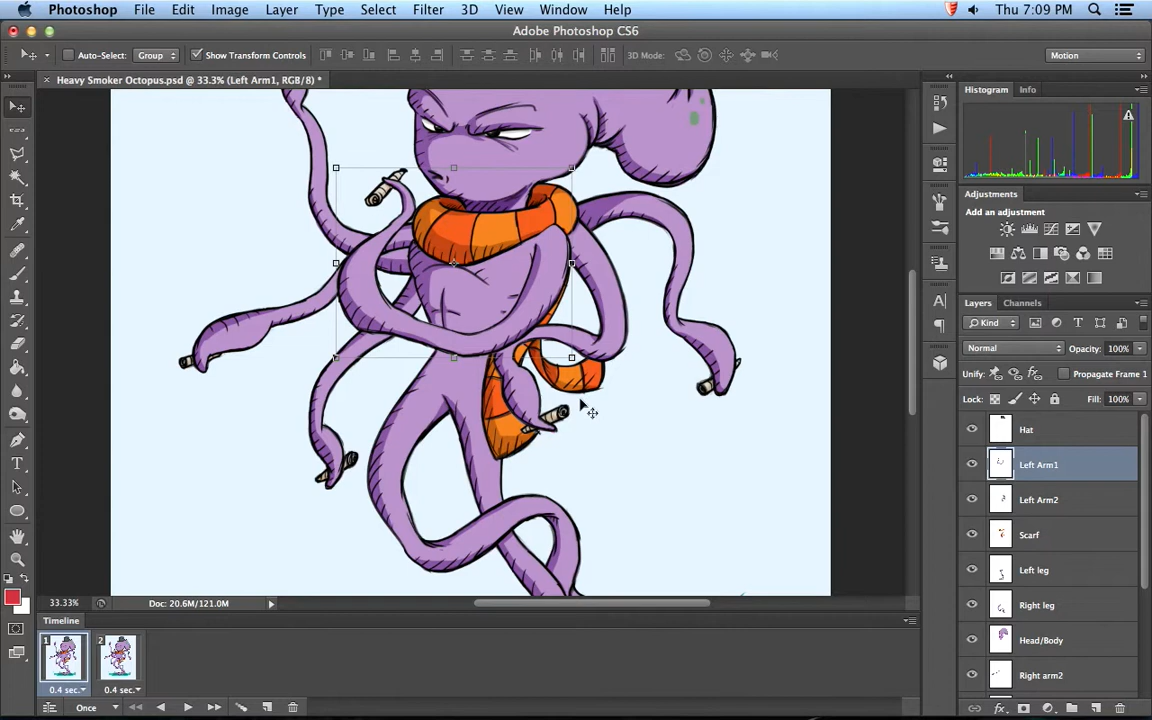 Photoshop File Edit Image Layer Type Select Filter 3D View Window Help Thu 7:09 PM
Adobe Photoshop CS6
Auto-Select: Group Show Transform Controls 3D Mode: Motion
× Heavy Smoker Octopus.psd @ 33.3% (Left Arm1, RGB/8) *
Histogram Info
Adjustments
Add an adjustment
Layers Channels
Kind
Normal Opacity: 100%
Unify: Propagate Frame 1
Lock: Fill: 100%
Hat
Left Arm1
Left Arm2
Scarf
Left leg
Right leg
Head/Body
Right arm2
33.33% Doc: 20.6M/121.0M
Timeline
1 2
0.4 sec. 0.4 sec.
Once